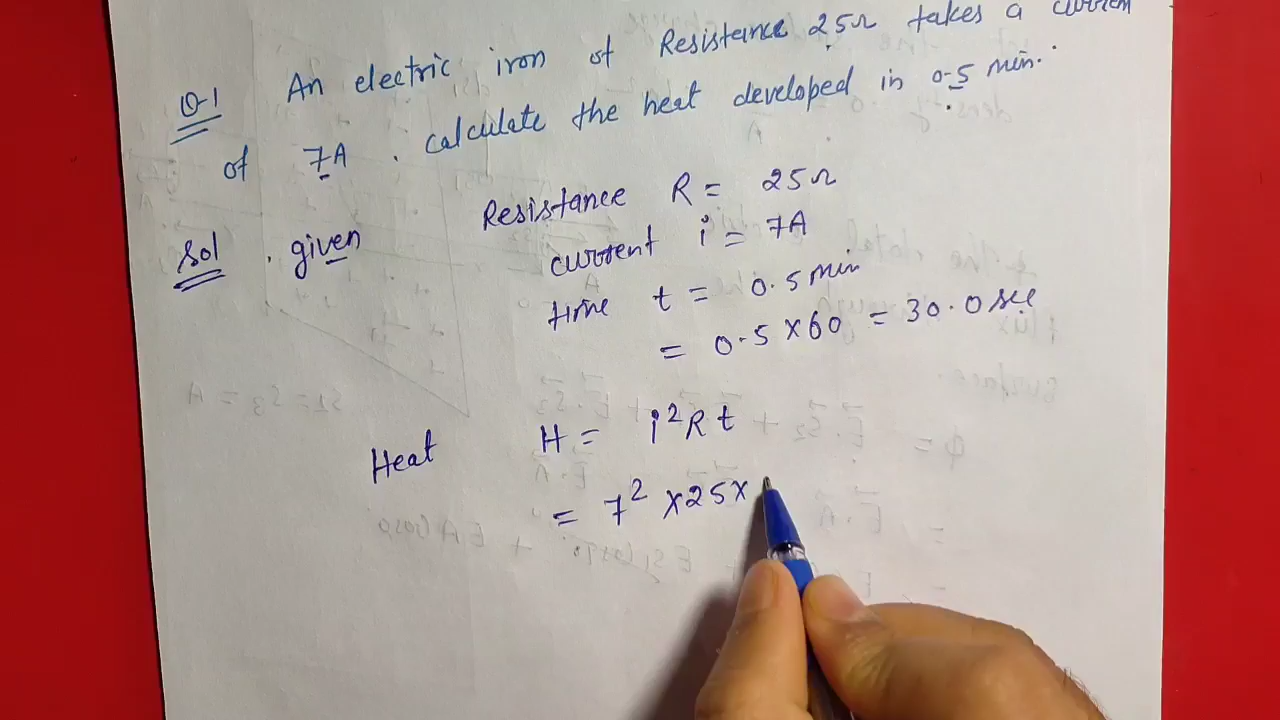 Q-1 An electric iron of Resistance 25Ω takes a current
of 7A . calculate the heat developed in 0.5 min.
Sol . given Resistance R = 25Ω
current i = 7A
time t = 0.5 min
= 0.5 × 60 = 30.0 sec
Heat H = i²Rt
= 7² × 25 ×